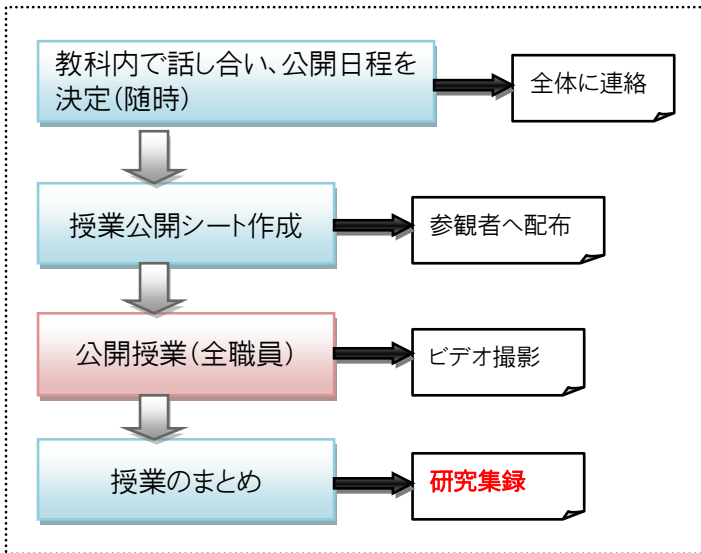 教科内で話し合い、公開日程を
決定（随時）
全体に連絡
授業公開シート作成
参観者へ配布
公開授業（全職員）
ビデオ撮影
授業のまとめ
研究集録